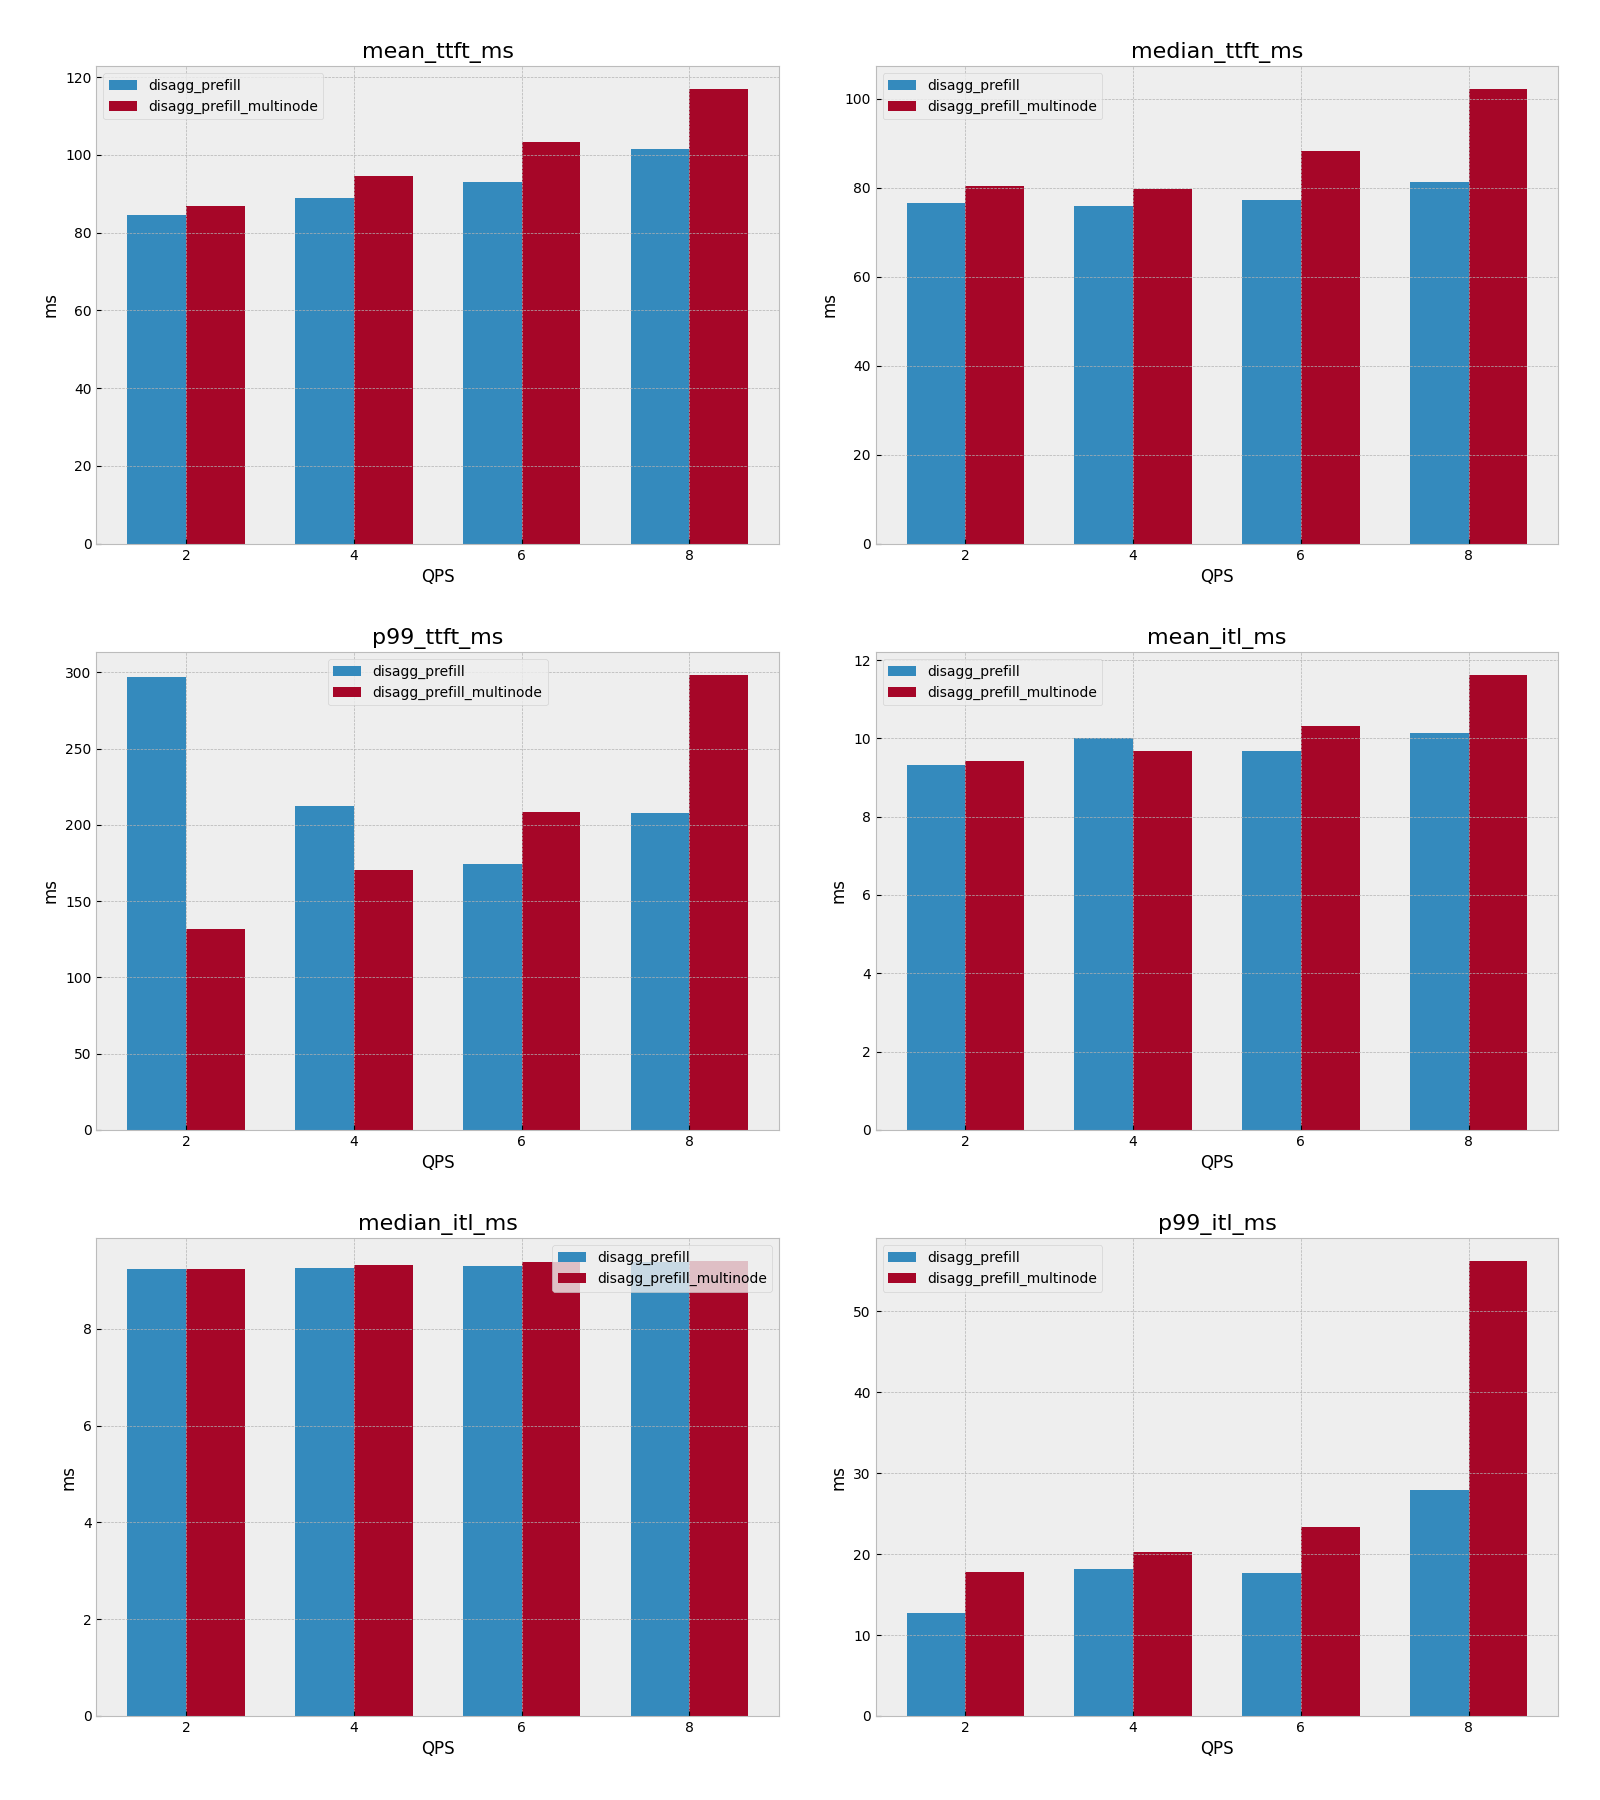 mean_ttft_ms
disagg_prefill
disagg_prefill_multinode
120
100
80
60
40
20
0
ms
2 4 6 8
QPS
median_ttft_ms
disagg_prefill
disagg_prefill_multinode
100
80
60
40
20
0
ms
2 4 6 8
QPS
p99_ttft_ms
disagg_prefill
disagg_prefill_multinode
300
250
200
150
100
50
0
ms
2 4 6 8
QPS
mean_itl_ms
disagg_prefill
disagg_prefill_multinode
12
10
8
6
4
2
0
ms
2 4 6 8
QPS
median_itl_ms
disagg_prefill
disagg_prefill_multinode
8
6
4
2
0
ms
2 4 6 8
QPS
p99_itl_ms
disagg_prefill
disagg_prefill_multinode
50
40
30
20
10
0
ms
2 4 6 8
QPS